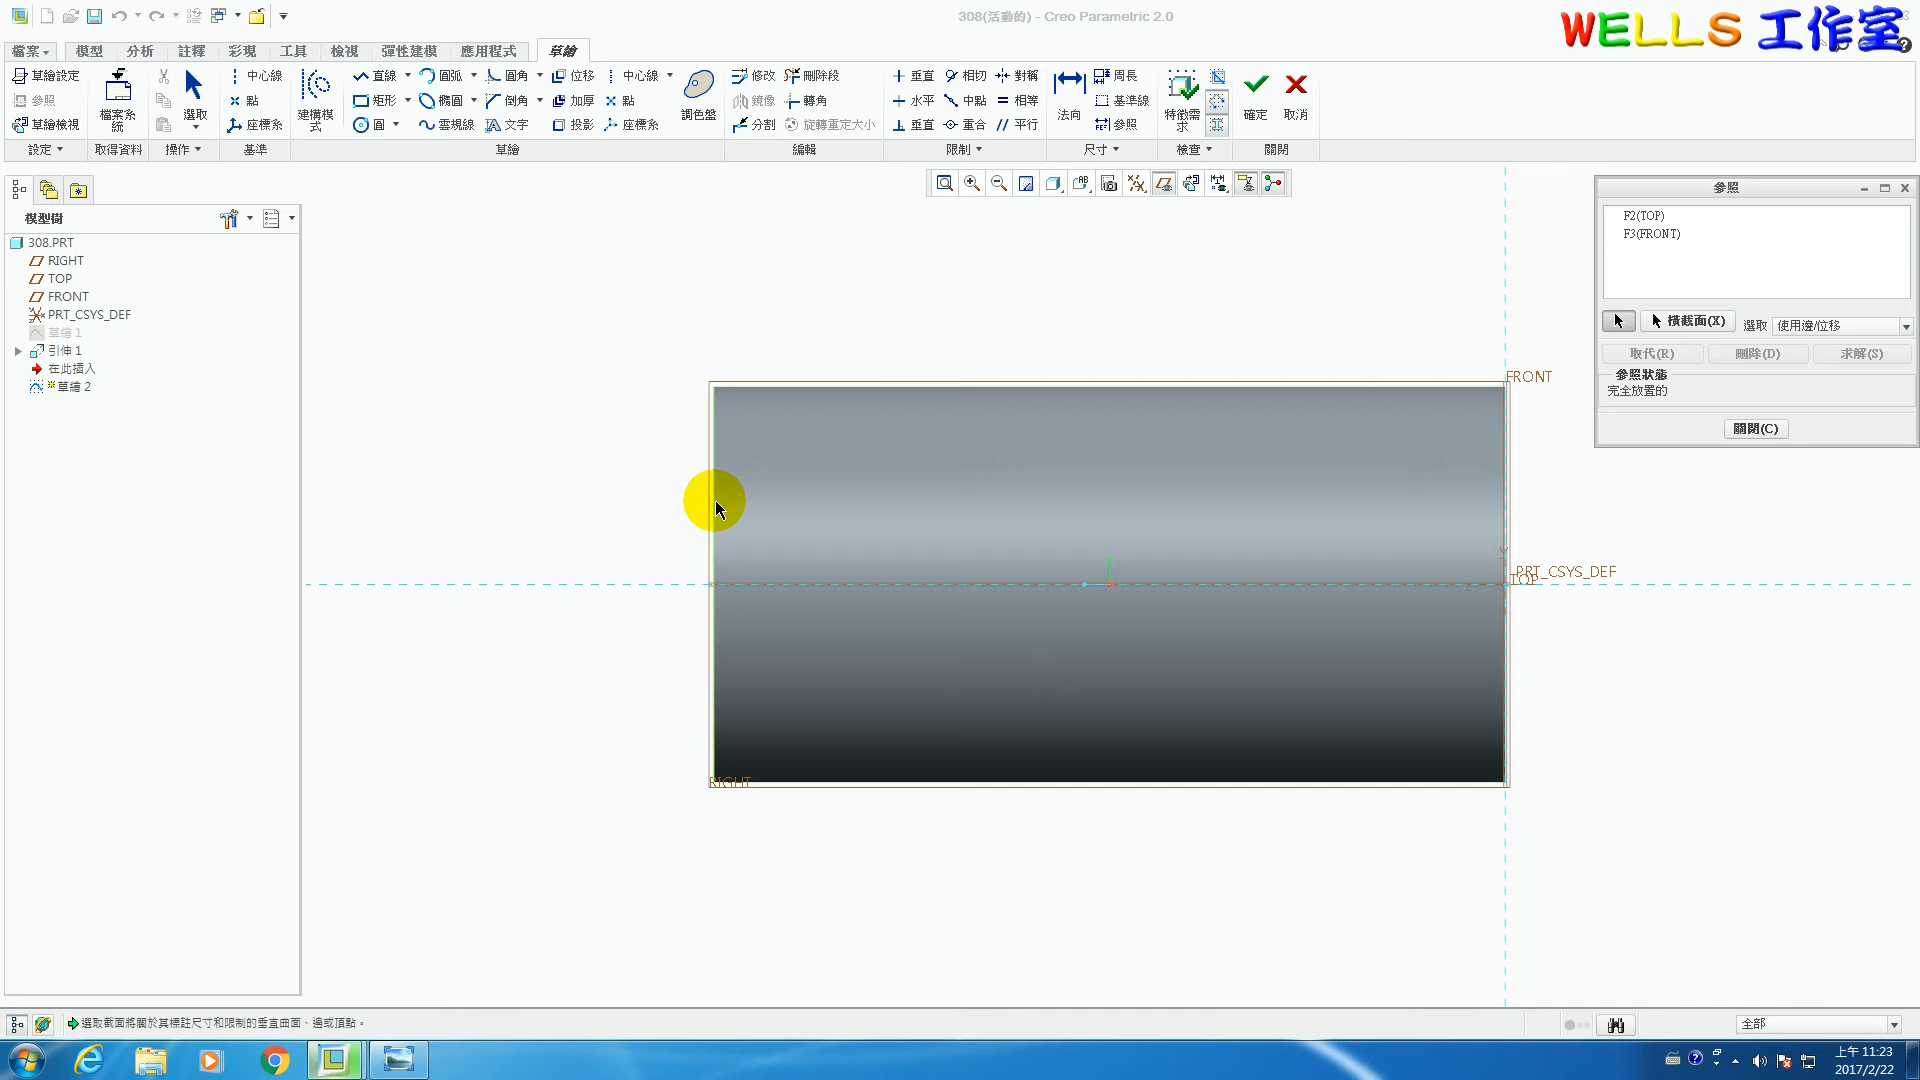 308(活動的) - Creo Parametric 2.0
WELLS 工作室
檔案 模型 分析 註釋 彩現 工具 檢視 彈性建模 應用程式 草繪
草繪設定 中心線 直線 圓弧 圓角 位移 中心線 修改 刪除段 垂直 相切 對稱 周長
參照 點 矩形 橢圓 倒角 加厚 點 鏡像 轉角 水平 中點 相等 基準線
草繪檢視 座標系 圓 雲規線 文字 投影 座標系 分割 旋轉重定大小 垂直 重合 平行 參照
檔案系統 選取 建構模式 調色盤 法向 特徵需求 確定 取消
設定 取得資料 操作 基準 草繪 編輯 限制 尺寸 檢查 關閉
模型樹
308.PRT
RIGHT
TOP
FRONT
PRT_CSYS_DEF
草繪 1
引伸 1
在此插入
草繪 2
FRONT
PRT_CSYS_DEF
TOP
RIGHT
參照
F2(TOP)
F3(FRONT)
橫截面(X) 選取 使用邊/位移
取代(R) 刪除(D) 求解(S)
參照狀態
完全放置的
關閉(C)
選取截面將關於其標註尺寸和限制的垂直曲面、邊或頂點。
全部
上午 11:23
2017/2/22